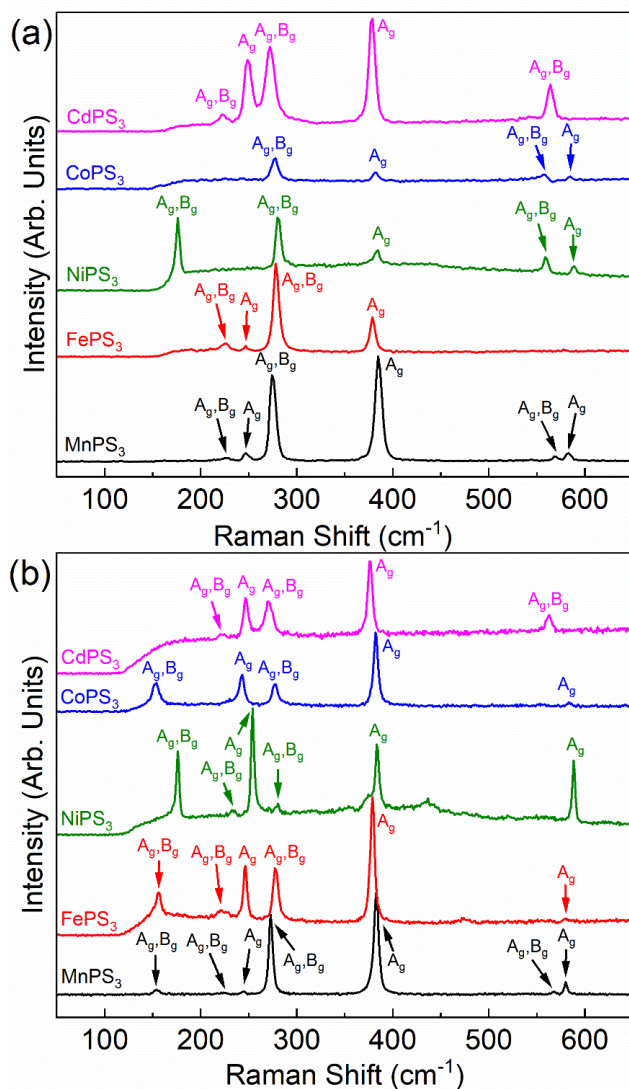 (a)
Intensity (Arb. Units)
CdPS3
Ag,Bg
Ag
Ag,Bg
Ag
Ag,Bg
CoPS3
Ag,Bg
Ag
Ag,Bg
Ag
NiPS3
Ag,Bg
Ag,Bg
Ag
Ag,Bg
Ag
FePS3
Ag,Bg
Ag
Ag,Bg
Ag
MnPS3
Ag,Bg
Ag
Ag,Bg
Ag
Ag,Bg
Ag
100 200 300 400 500 600
Raman Shift (cm-1)
(b)
Intensity (Arb. Units)
CdPS3
Ag,Bg
Ag
Ag,Bg
Ag
Ag,Bg
CoPS3
Ag,Bg
Ag
Ag,Bg
Ag
Ag
NiPS3
Ag,Bg
Ag,Bg
Ag
Ag,Bg
Ag
Ag
FePS3
Ag,Bg
Ag,Bg
Ag
Ag,Bg
Ag
Ag
MnPS3
Ag,Bg
Ag,Bg
Ag
Ag,Bg
Ag
Ag,Bg
Ag
100 200 300 400 500 600
Raman Shift (cm-1)